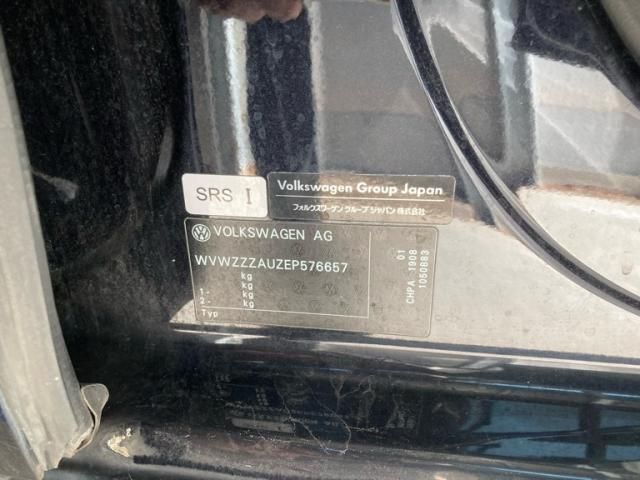 SRS I
Volkswagen Group Japan
フォルクスワーゲン グループ ジャパン 株式会社
VOLKSWAGEN AG
WVWZZZAUZEP576657
kg
kg
1- kg
2- kg
Typ
01
CHPA 1908
1050883